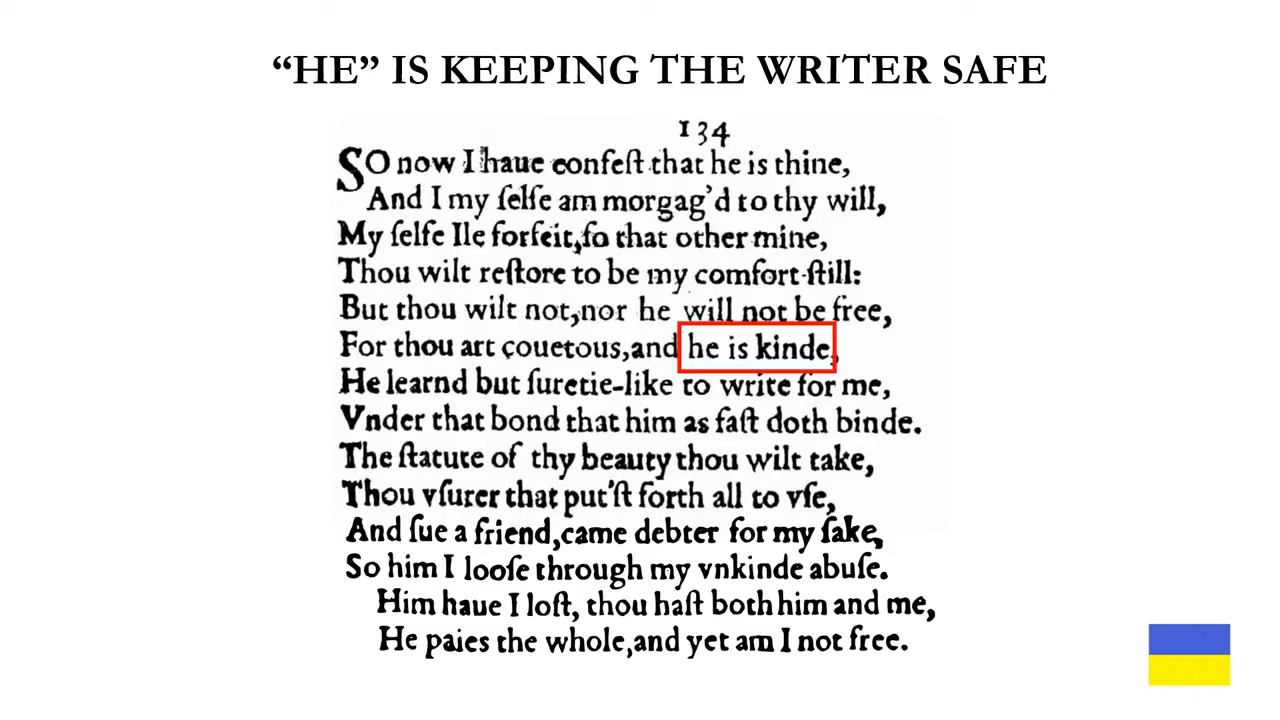 “HE” IS KEEPING THE WRITER SAFE
134
SO now I haue confeſt that he is thine,
And I my ſelfe am morgag'd to thy will,
My ſelfe Ile forfeit,ſo that other mine,
Thou wilt reſtore to be my comfort ſtill:
But thou wilt not,nor he will not be free,
For thou art couetous,and he is kinde,
He learnd but ſuretie-like to write for me,
Vnder that bond that him as faſt doth binde.
The ſtatute of thy beauty thou wilt take,
Thou vſurer that put'ſt forth all to vſe,
And ſue a friend,came debter for my ſake,
So him I looſe through my vnkinde abuſe.
Him haue I loſt, thou haſt both him and me,
He paies the whole,and yet am I not free.